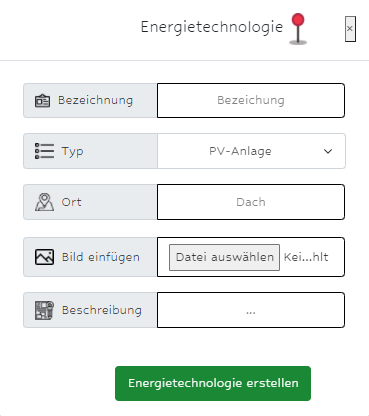 Energietechnologie
×
Bezeichnung Bezeichung
Typ PV-Anlage
Ort Dach
Bild einfügen Datei auswählen Kei...hlt
Beschreibung ...
Energietechnologie erstellen